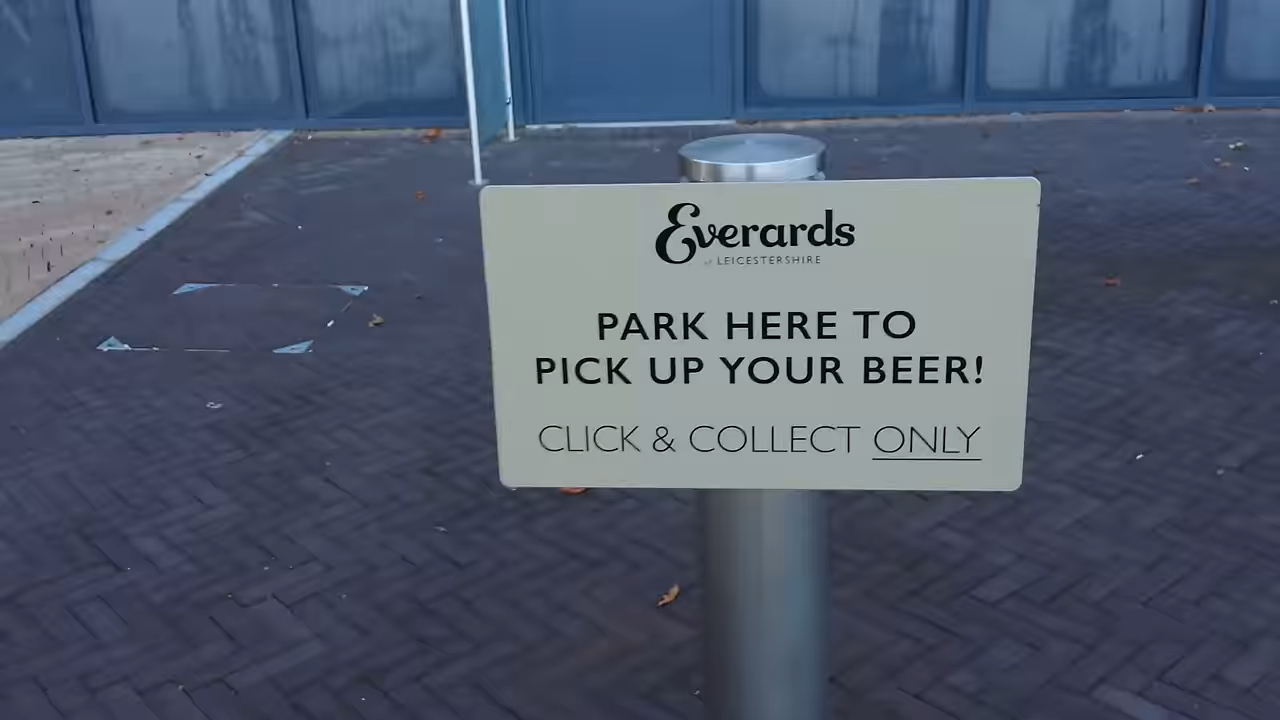 Everards
of LEICESTERSHIRE
PARK HERE TO
PICK UP YOUR BEER!
CLICK & COLLECT ONLY